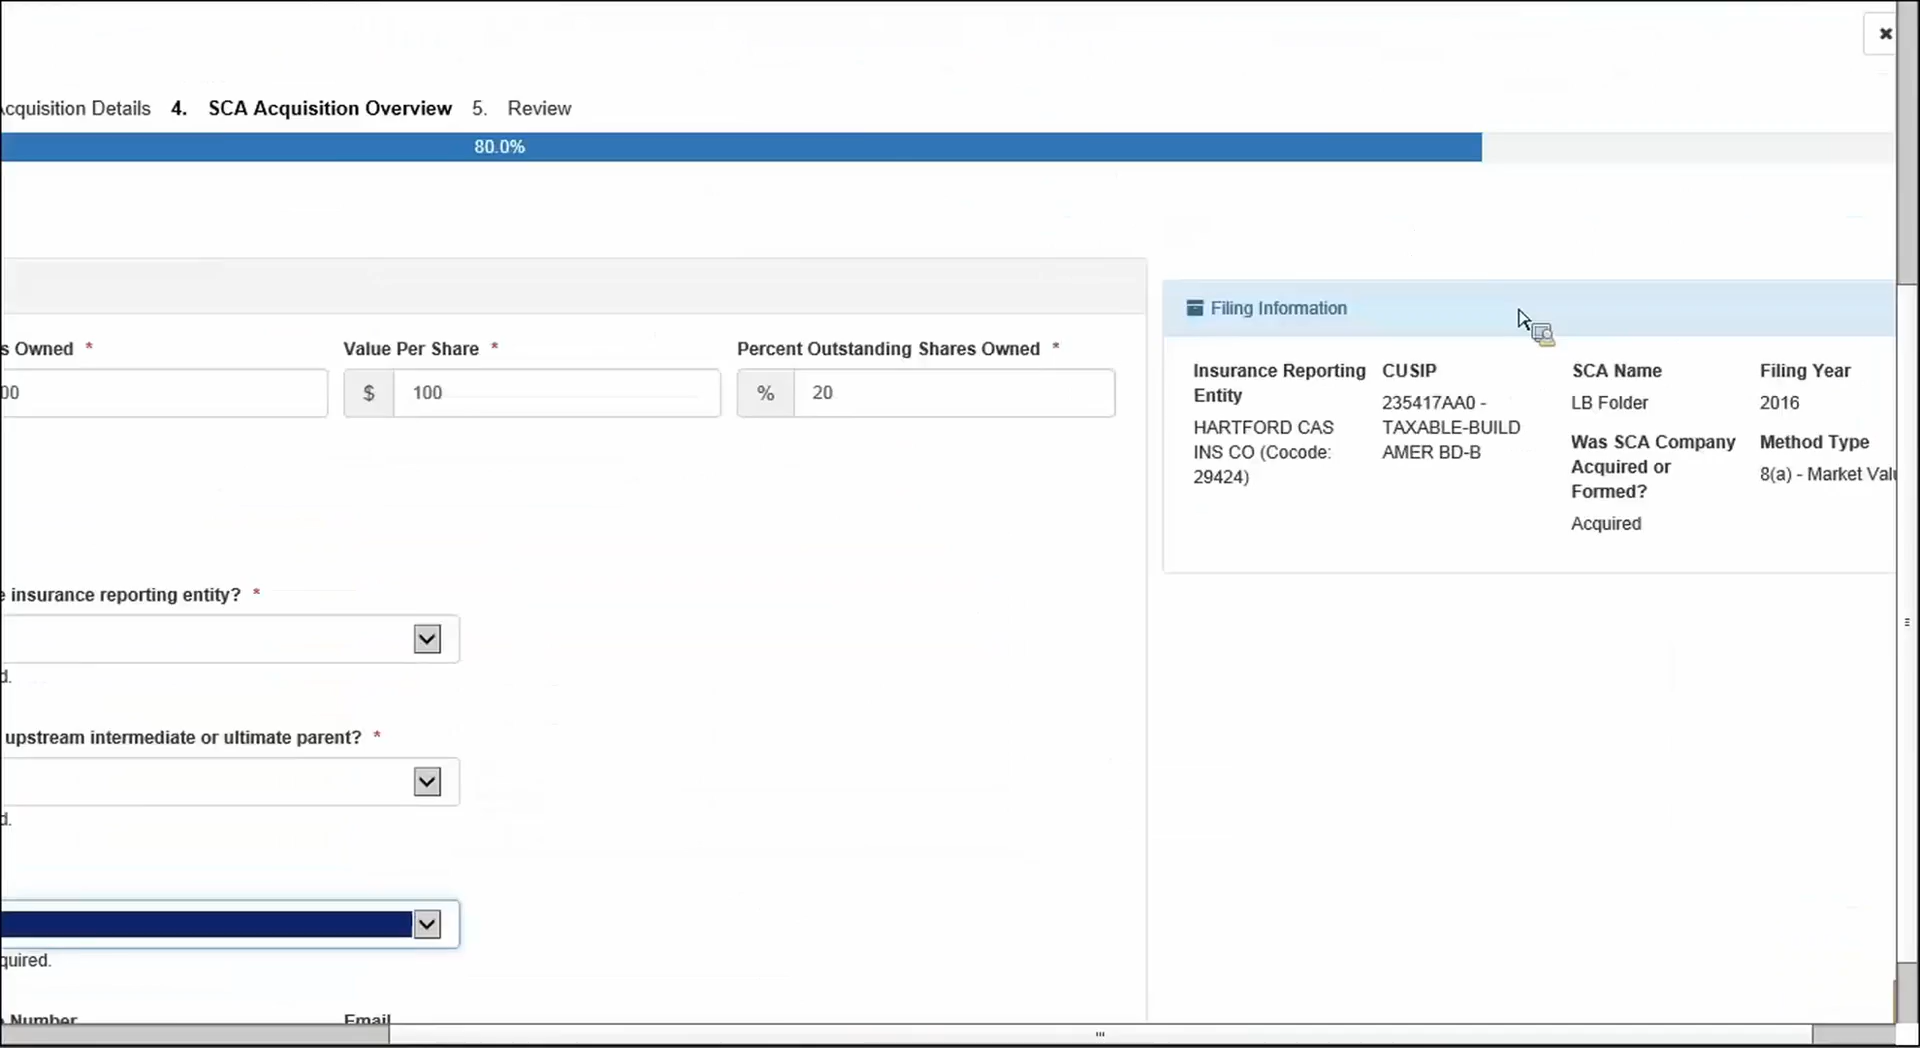 Acquisition Details 4. SCA Acquisition Overview 5. Review
80.0%
Filing Information
s Owned * Value Per Share * Percent Outstanding Shares Owned *
00 $ 100 % 20
Insurance Reporting
Entity
HARTFORD CAS
INS CO (Cocode:
29424)
CUSIP
235417AA0 -
TAXABLE-BUILD
AMER BD-B
SCA Name
LB Folder
Was SCA Company
Acquired or
Formed?
Acquired
Filing Year
2016
Method Type
8(a) - Market Valu
e insurance reporting entity? *
d.
upstream intermediate or ultimate parent? *
d.
quired.
Number Email